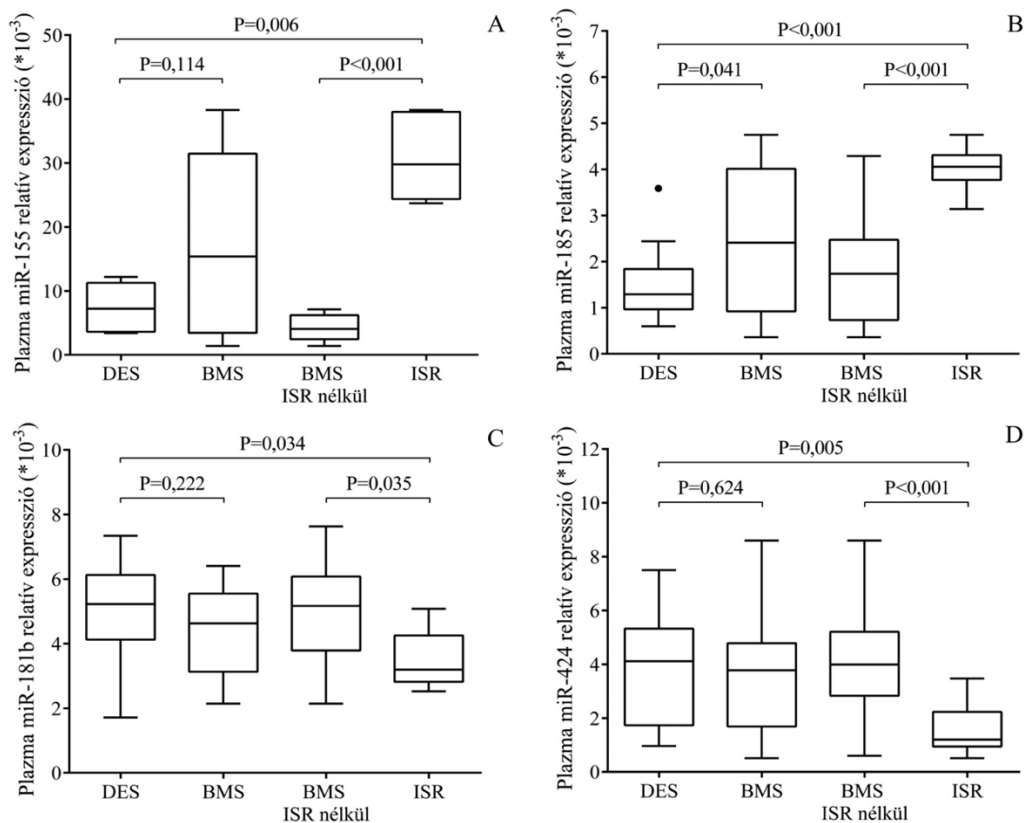 A
P=0,006
P=0,114
P<0,001
Plazma miR-155 relatív expresszió (*10-3)
50
40
30
20
10
0
DES
BMS
BMS
ISR nélkül
ISR
B
P<0,001
P=0,041
P<0,001
Plazma miR-185 relatív expresszió (*10-3)
7
6
5
4
3
2
1
0
DES
BMS
BMS
ISR nélkül
ISR
C
P=0,034
P=0,222
P=0,035
Plazma miR-181b relatív expresszió (*10-3)
10
8
6
4
2
0
DES
BMS
BMS
ISR nélkül
ISR
D
P=0,005
P=0,624
P<0,001
Plazma miR-424 relatív expresszió (*10-3)
12
10
8
6
4
2
0
DES
BMS
BMS
ISR nélkül
ISR